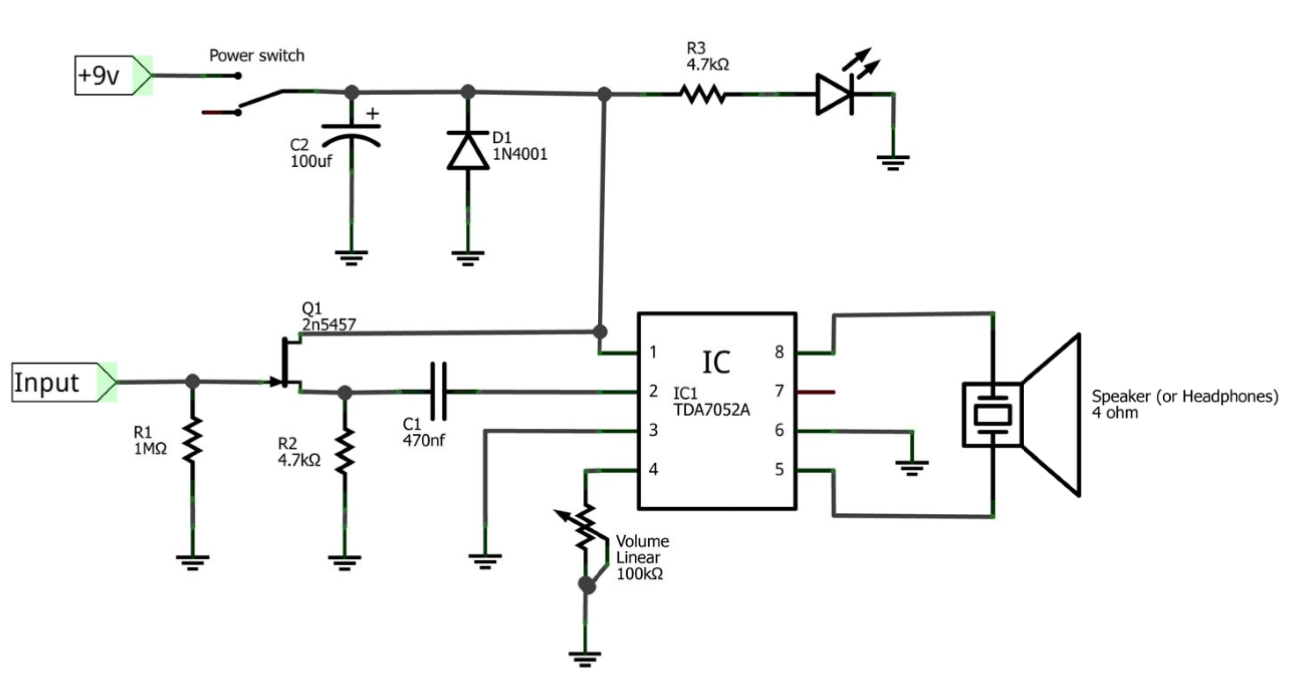 Power switch
+9v
R3
4.7kΩ
+
C2
100uf
D1
1N4001
Q1
2n5457
Input
R1
1MΩ
R2
4.7kΩ
C1
470nf
IC
IC1
TDA7052A
1
2
3
4
8
7
6
5
Volume
Linear
100kΩ
Speaker (or Headphones)
4 ohm